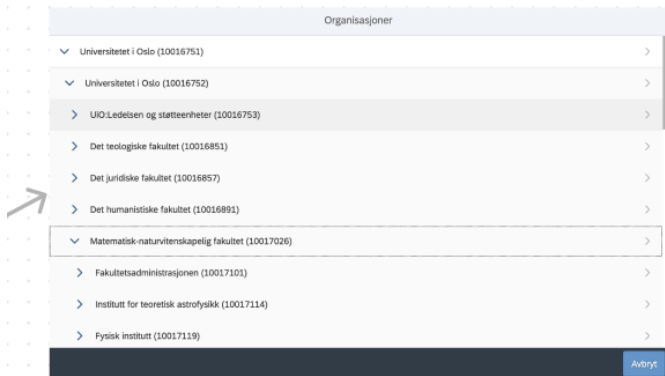 Organisasjoner
Universitetet i Oslo (10016751)
Universitetet i Oslo (10016752)
UiO:Ledelsen og støtteenheter (10016753)
Det teologiske fakultet (10016851)
Det juridiske fakultet (10016857)
Det humanistiske fakultet (10016891)
Matematisk-naturvitenskapelig fakultet (10017026)
Fakultetsadministrasjonen (10017101)
Institutt for teoretisk astrofysikk (10017114)
Fysisk institutt (10017119)
Avbryt